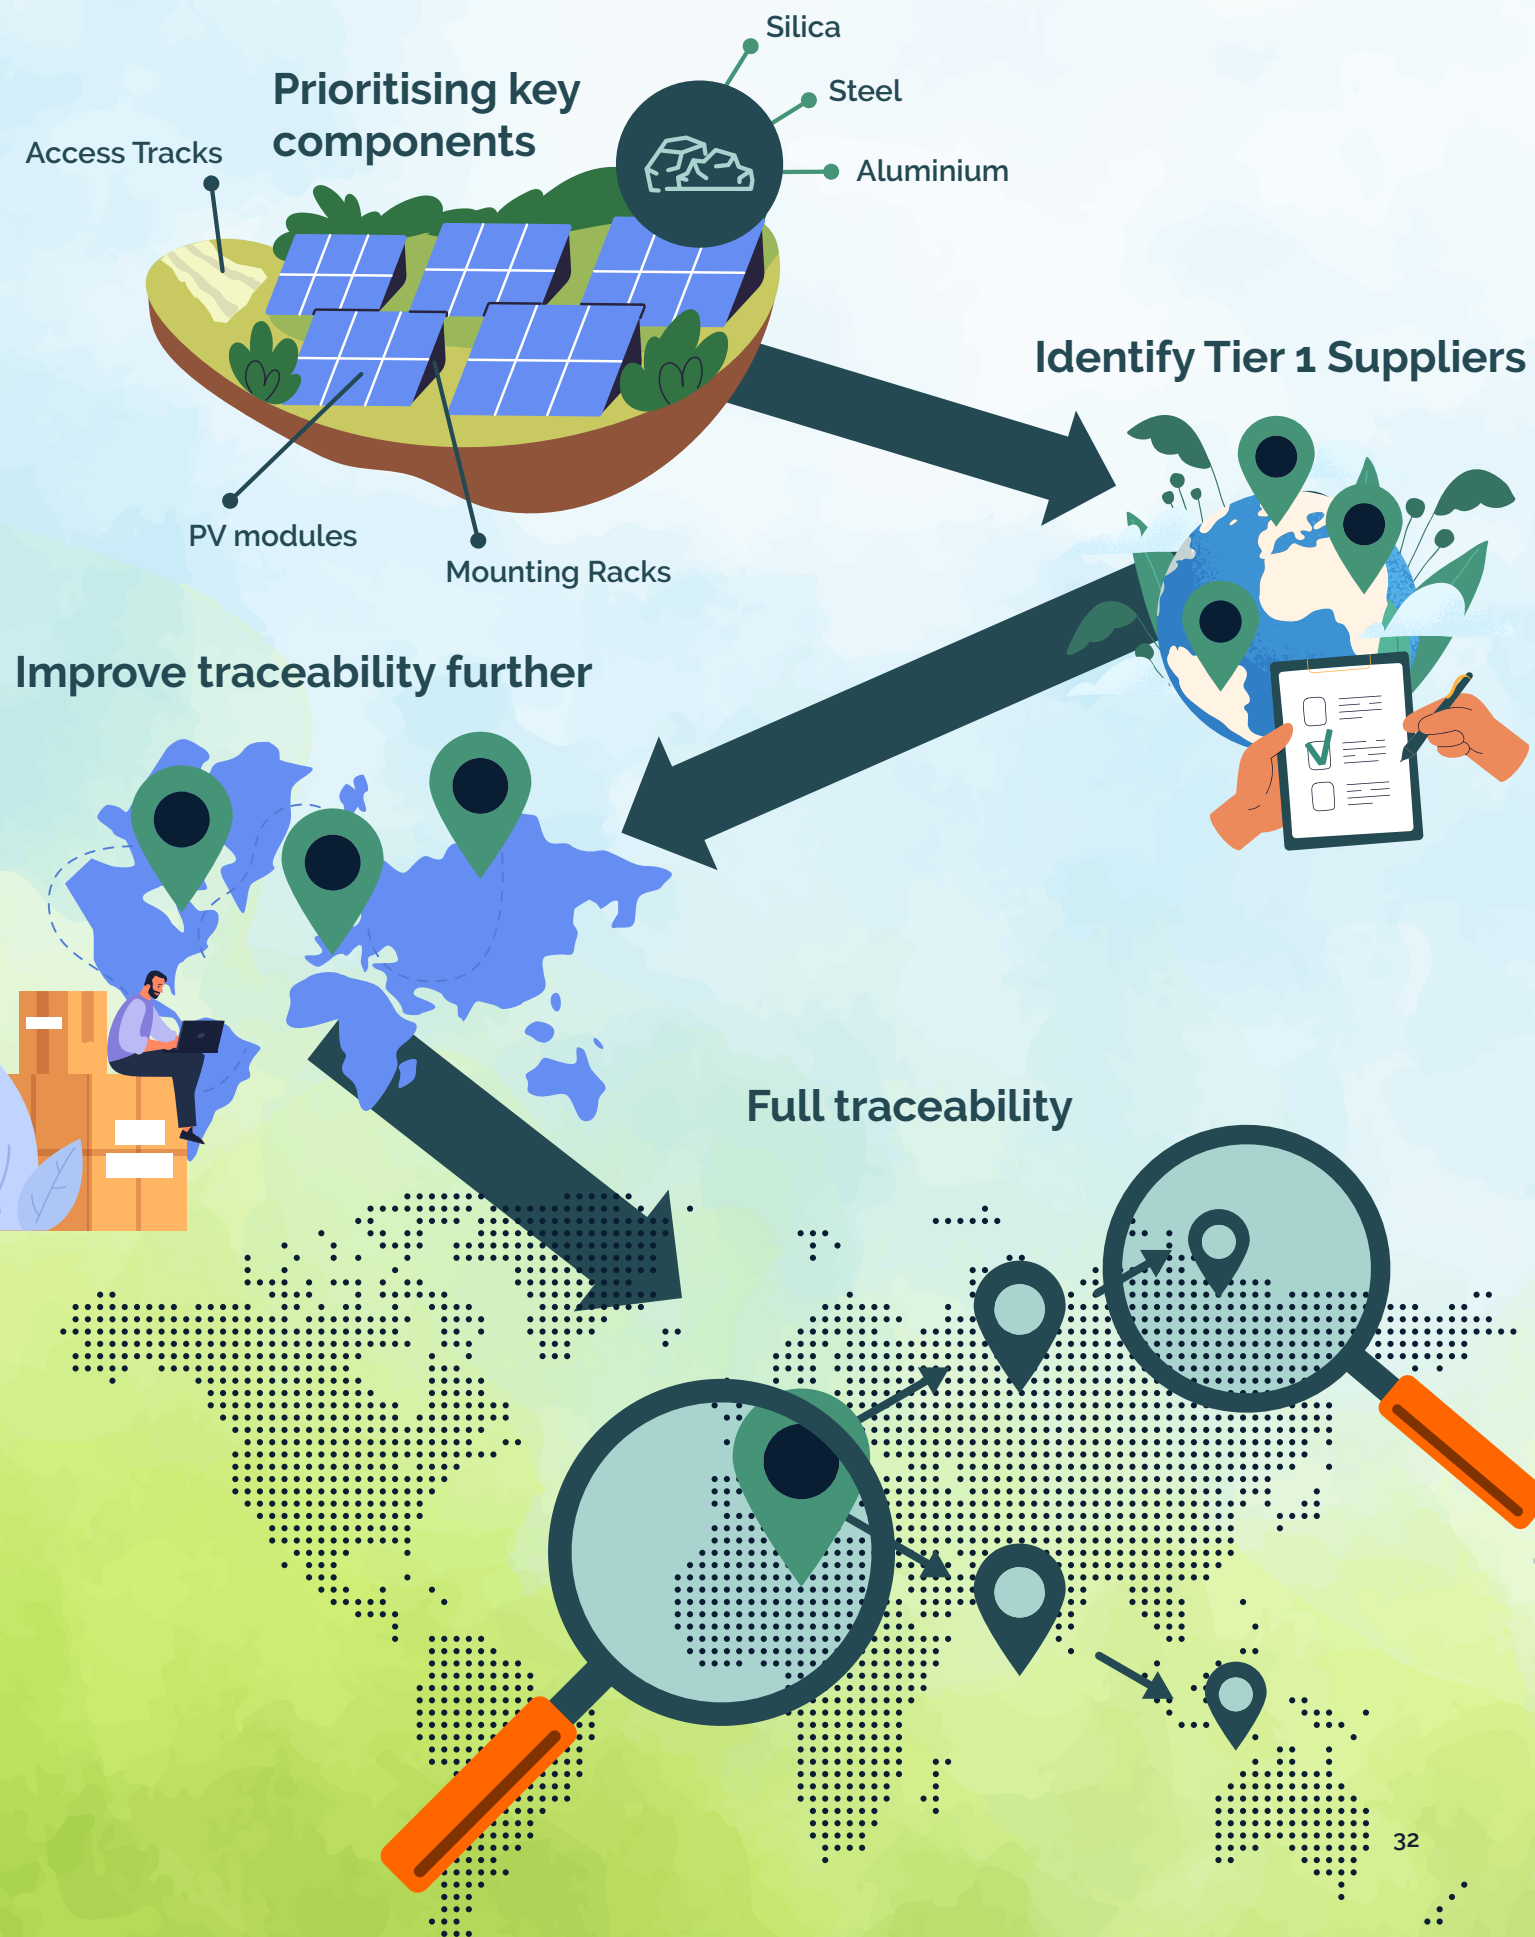 Silica
Prioritising key
components
Steel
Access Tracks
Aluminium
Identify Tier 1 Suppliers
PV modules
Mounting Racks
Improve traceability further
Full traceability
32